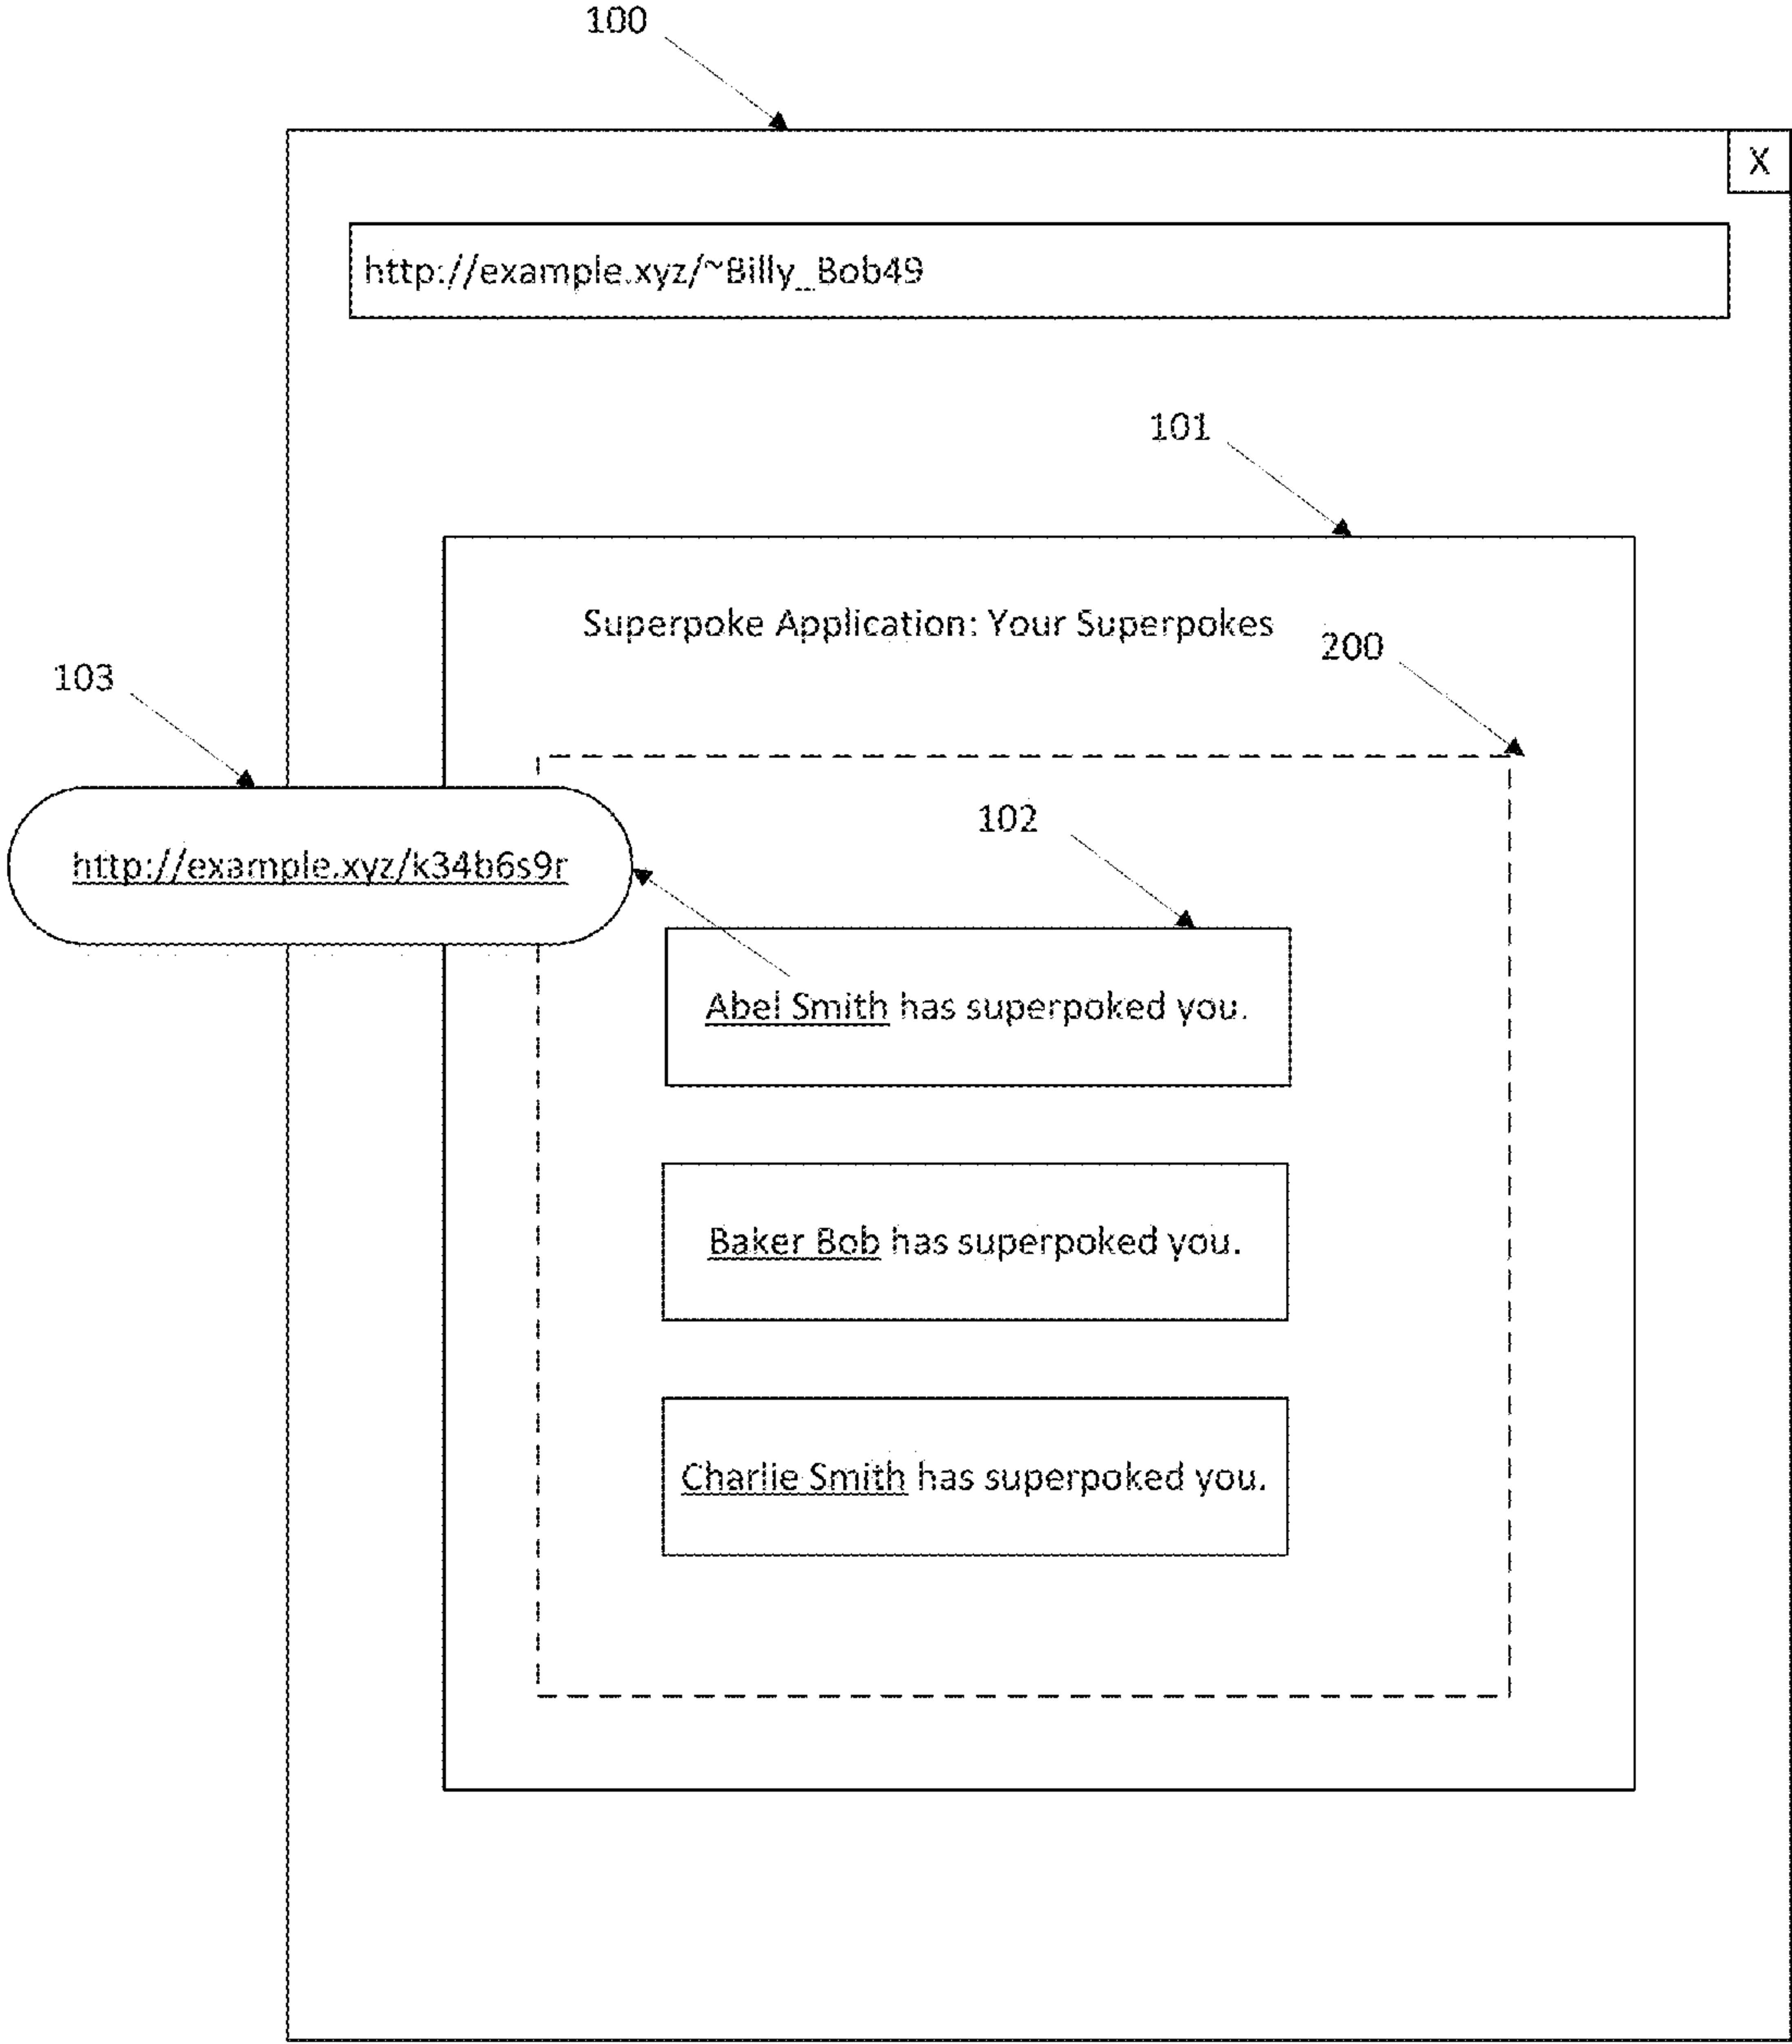 100
X
http://example.xyz/~Billy_Bob49
101
Superpoke Application: Your Superpokes
200
103
102
http://example.xyz/k34b6s9r
Abel Smith has superpoked you.
Baker Bob has superpoked you.
Charlie Smith has superpoked you.